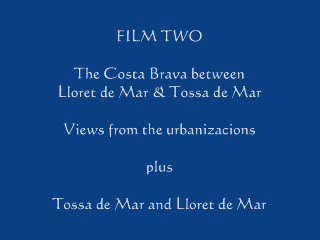 FILM TWO
The Costa Brava between
Lloret de Mar & Tossa de Mar
Views from the urbanizacions
plus
Tossa de Mar and Lloret de Mar